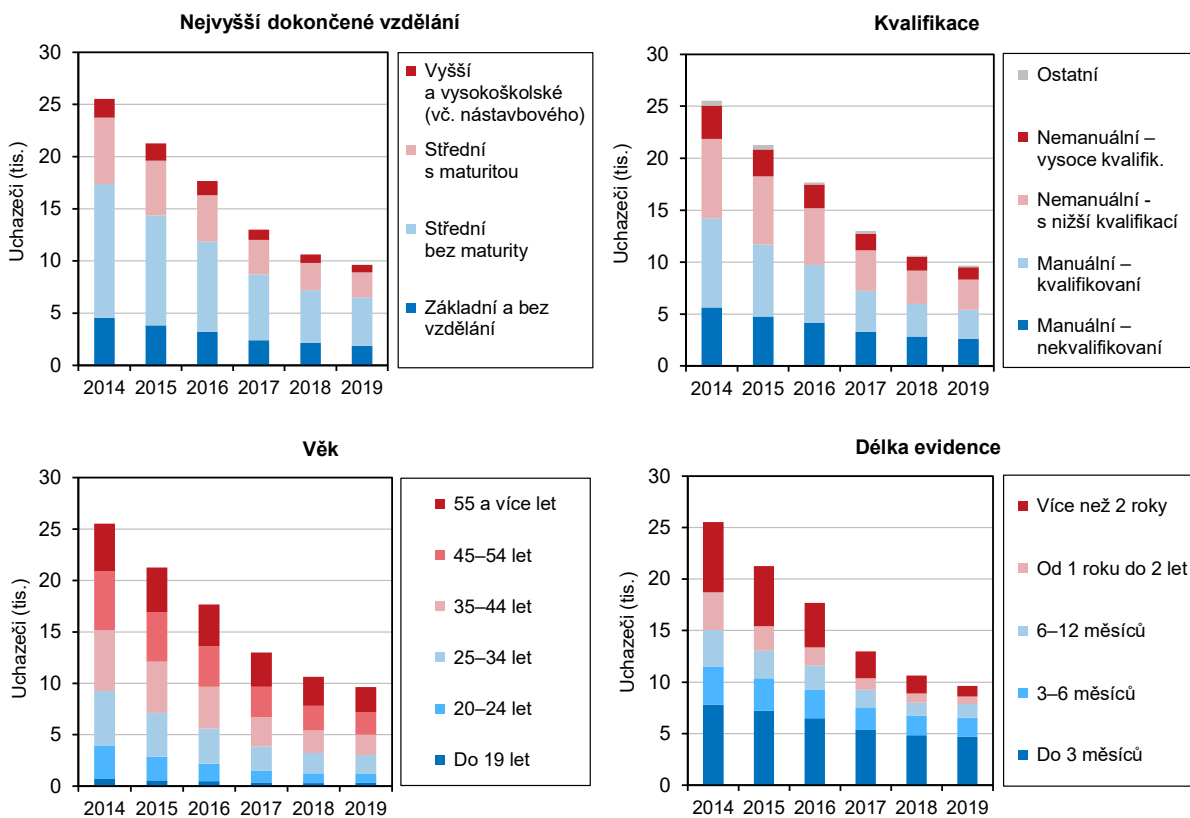 Nejvyšší dokončené vzdělání
Uchazeči (tis.)
30
25
20
15
10
5
0
2014 2015 2016 2017 2018 2019
Vyšší
a vysokoškolské
(vč. nástavbového)
Střední
s maturitou
Střední
bez maturity
Základní a bez
vzdělání
Kvalifikace
Uchazeči (tis.)
30
25
20
15
10
5
0
2014 2015 2016 2017 2018 2019
Ostatní
Nemanuální –
vysoce kvalifik.
Nemanuální -
s nižší kvalifikací
Manuální –
kvalifikovaní
Manuální –
nekvalifikovaní
Věk
Uchazeči (tis.)
30
25
20
15
10
5
0
2014 2015 2016 2017 2018 2019
55 a více let
45–54 let
35–44 let
25–34 let
20–24 let
Do 19 let
Délka evidence
Uchazeči (tis.)
30
25
20
15
10
5
0
2014 2015 2016 2017 2018 2019
Více než 2 roky
Od 1 roku do 2 let
6–12 měsíců
3–6 měsíců
Do 3 měsíců